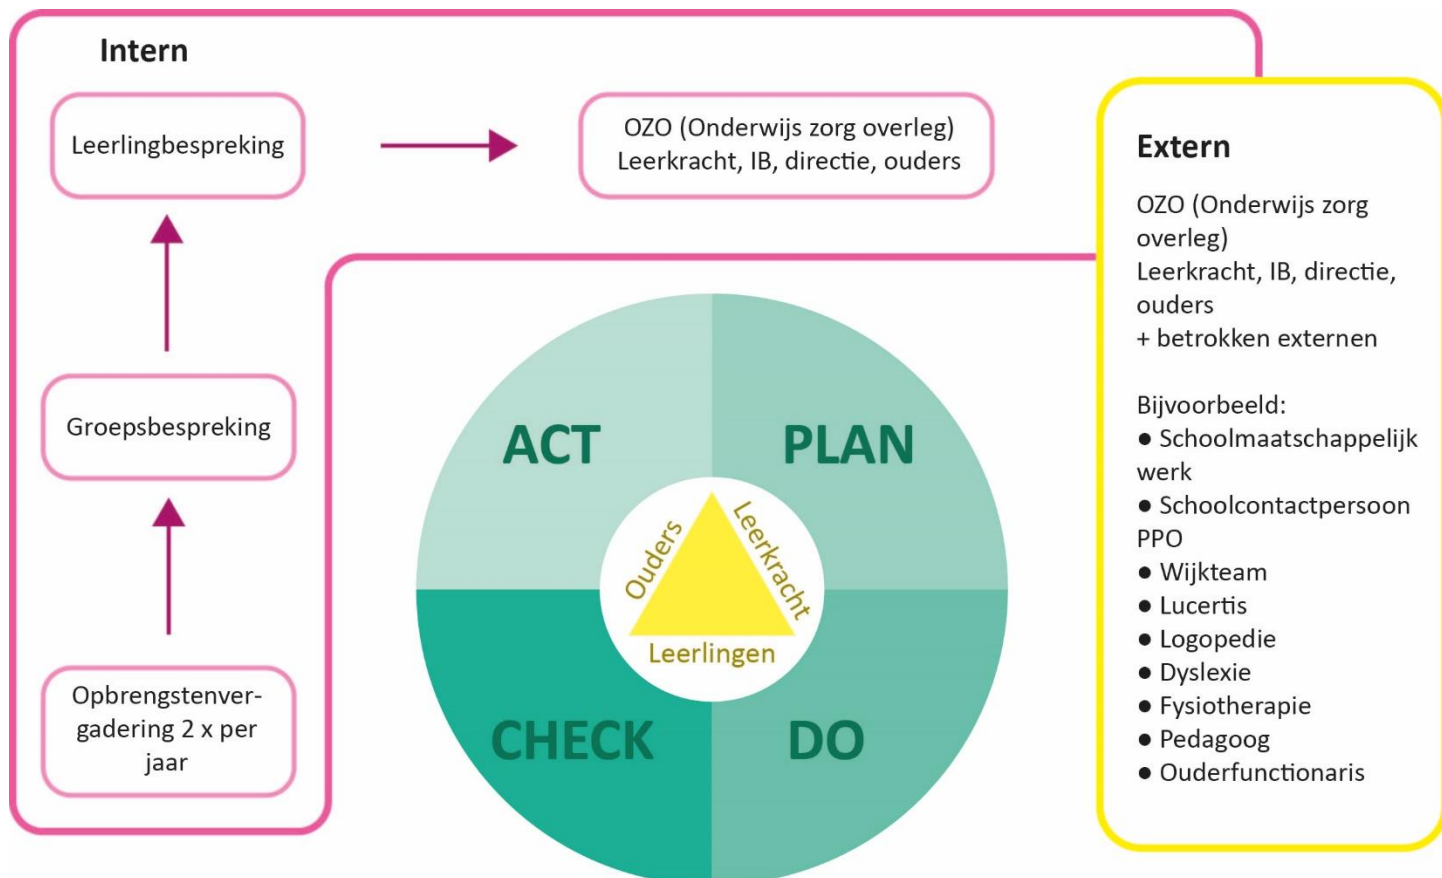 Intern
Leerlingbespreking
OZO (Onderwijs zorg overleg)
Leerkracht, IB, directie, ouders
Groepsbespreking
Opbrengstenver-
gadering 2 x per
jaar
ACT
PLAN
CHECK
DO
Ouders
Leerkracht
Leerlingen
Extern
OZO (Onderwijs zorg
overleg)
Leerkracht, IB, directie,
ouders
+ betrokken externen
Bijvoorbeeld:
● Schoolmaatschappelijk
werk
● Schoolcontactpersoon
PPO
● Wijkteam
● Lucertis
● Logopedie
● Dyslexie
● Fysiotherapie
● Pedagoog
● Ouderfunctionaris